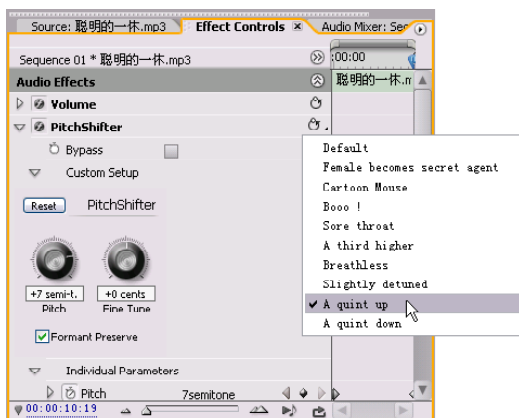 Source: 聪明的一休.mp3
Effect Controls
Audio Mixer: Sec
Sequence 01 * 聪明的一休.mp3
:00:00
Audio Effects
聪明的一休.m
Volume
PitchShifter
Bypass
Custom Setup
Reset
PitchShifter
+7 semi-t.
+0 cents
Pitch
Fine Tune
Formant Preserve
Individual Parameters
Pitch
7semitone
00:00:10:19
Default
Female becomes secret agent
Cartoon Mouse
Booo !
Sore throat
A third higher
Breathless
Slightly detuned
A quint up
A quint down